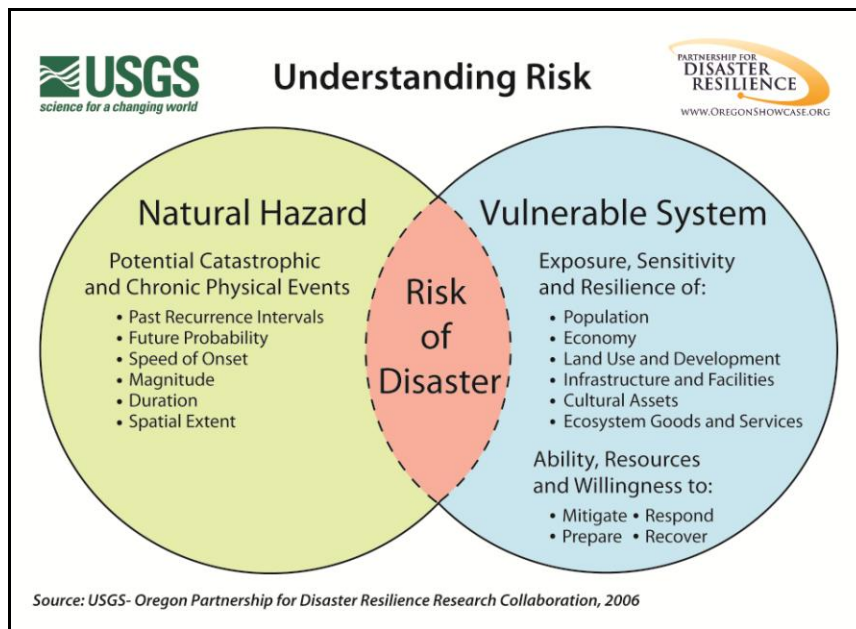 USGS
science for a changing world
Understanding Risk
PARTNERSHIP FOR
DISASTER
RESILIENCE
WWW.OREGONSHOWCASE.ORG
Natural Hazard
Potential Catastrophic
and Chronic Physical Events
• Past Recurrence Intervals
• Future Probability
• Speed of Onset
• Magnitude
• Duration
• Spatial Extent
Risk
of
Disaster
Vulnerable System
Exposure, Sensitivity
and Resilience of:
• Population
• Economy
• Land Use and Development
• Infrastructure and Facilities
• Cultural Assets
• Ecosystem Goods and Services
Ability, Resources
and Willingness to:
• Mitigate • Respond
• Prepare • Recover
Source: USGS- Oregon Partnership for Disaster Resilience Research Collaboration, 2006